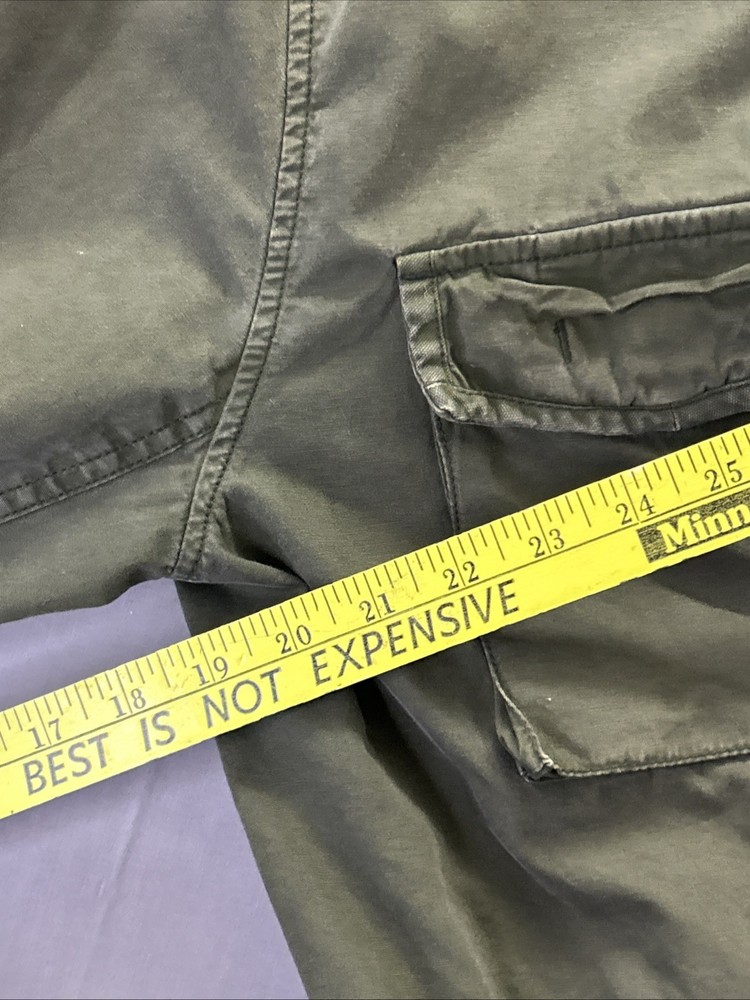 17 18 19 20 21 22 23 24 25
BEST IS NOT EXPENSIVE Minn